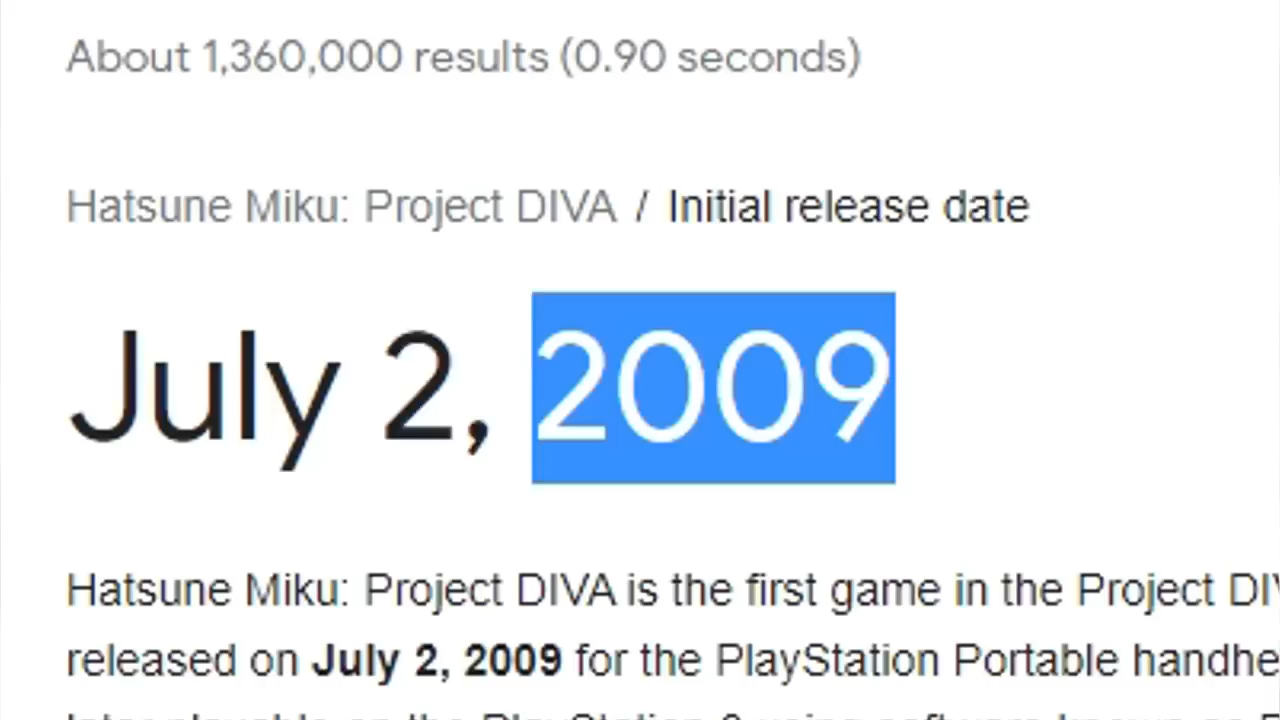 About 1,360,000 results (0.90 seconds)
Hatsune Miku: Project DIVA / Initial release date
July 2, 2009
Hatsune Miku: Project DIVA is the first game in the Project
released on July 2, 2009 for the PlayStation Portable